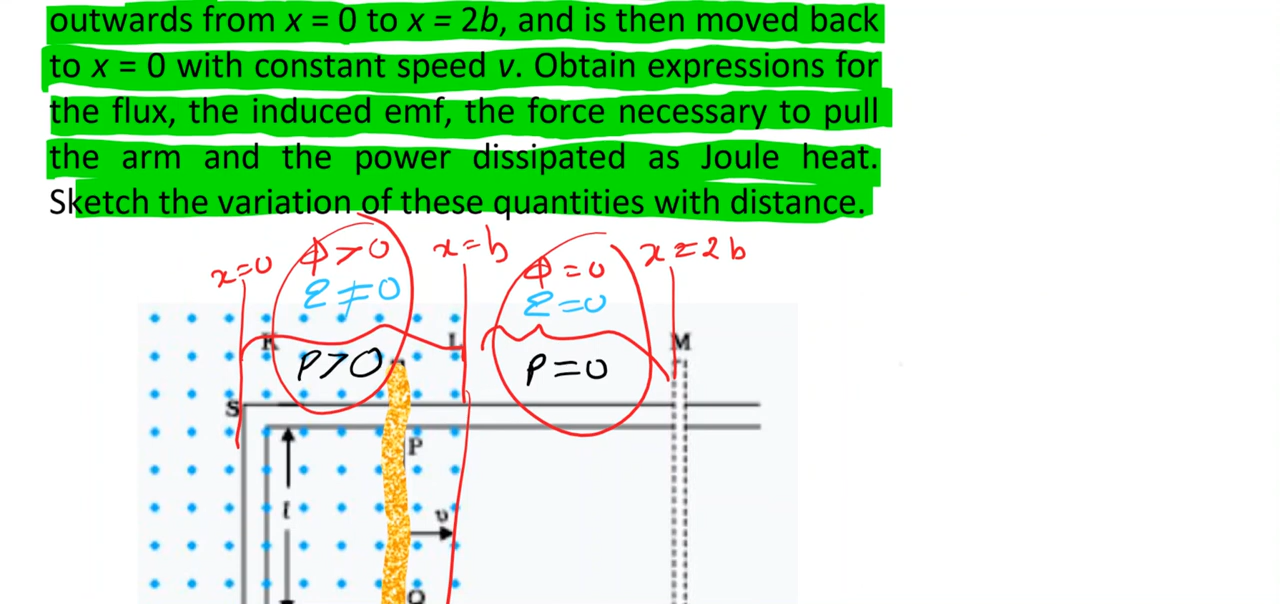 outwards from x = 0 to x = 2b, and is then moved back
to x = 0 with constant speed v. Obtain expressions for
the flux, the induced emf, the force necessary to pull
the arm and the power dissipated as Joule heat.
Sketch the variation of these quantities with distance.
x=0 ϕ>0 x=b ϕ=0 x=2b
ε≠0 ε=0
K L M
P>0 P=0
S
P
l υ
Q